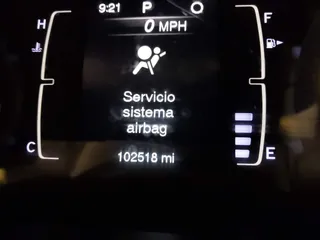 9:21 P O
H F
0 MPH
Servicio
sistema
airbag
C E
102518 mi